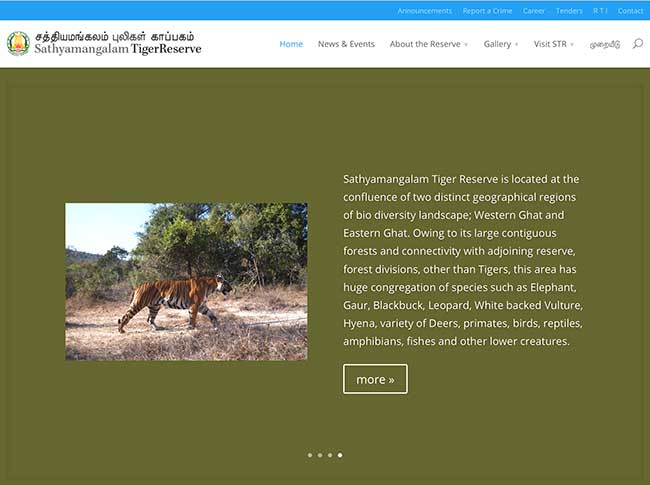 Announcements Report a Crime Career Tenders R T I Contact
சத்தியமங்கலம் புலிகள் காப்பகம்
Sathyamangalam TigerReserve
Home News & Events About the Reserve Gallery Visit STR முறையீடு
Sathyamangalam Tiger Reserve is located at the
confluence of two distinct geographical regions
of bio diversity landscape; Western Ghat and
Eastern Ghat. Owing to its large contiguous
forests and connectivity with adjoining reserve,
forest divisions, other than Tigers, this area has
huge congregation of species such as Elephant,
Gaur, Blackbuck, Leopard, White backed Vulture,
Hyena, variety of Deers, primates, birds, reptiles,
amphibians, fishes and other lower creatures.
more »